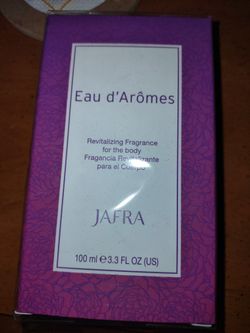 Eau d'Arômes
Revitalizing Fragrance
for the body
Fragancia Revitalizante
para el Cuerpo
JAFRA
100 ml ℮ 3.3 FL OZ (US)